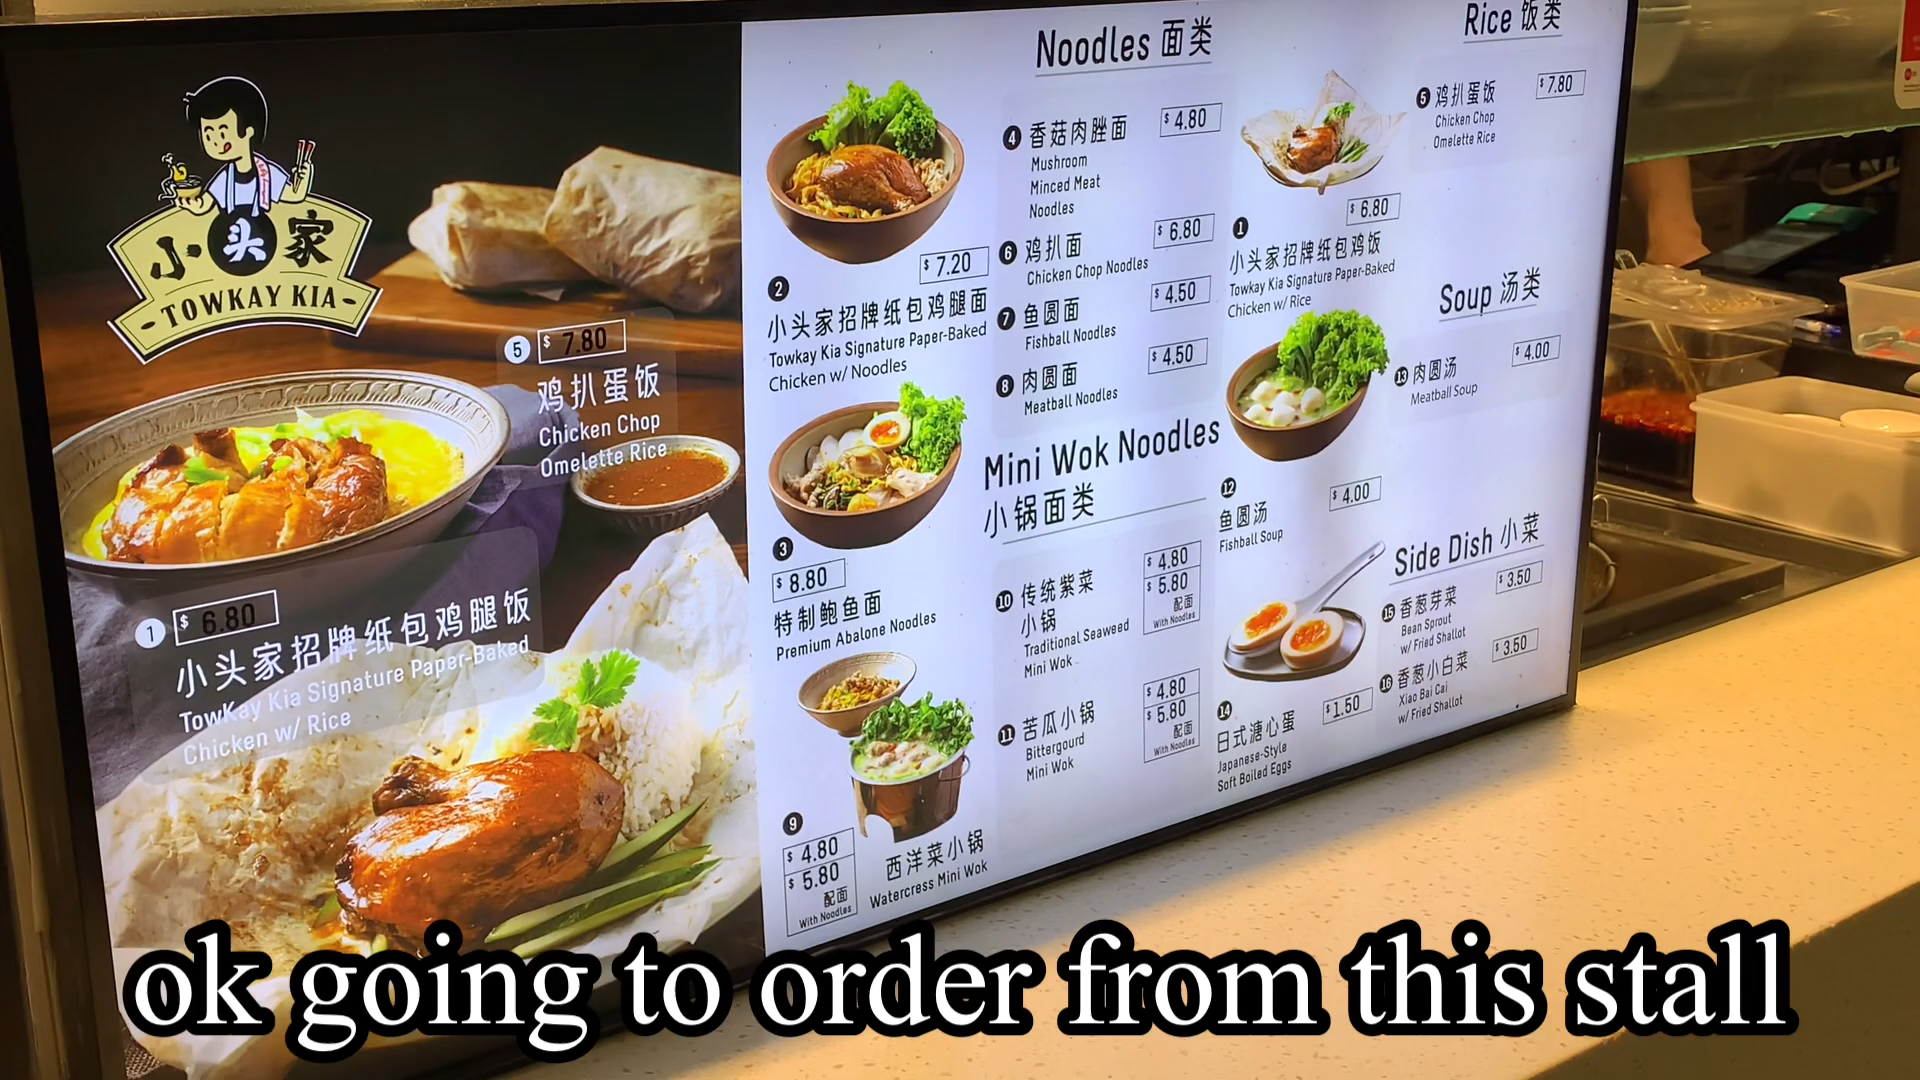 小头家
-TOWKAY KIA-
5 $ 7.80
鸡扒蛋饭
Chicken Chop
Omelette Rice
1 $ 6.80
小头家招牌纸包鸡腿饭
TowKay Kia Signature Paper-Baked
Chicken w/ Rice
Noodles 面类
2 $ 7.20
小头家招牌纸包鸡腿面
Towkay Kia Signature Paper-Baked
Chicken w/ Noodles
3
$ 8.80
特制鲍鱼面
Premium Abalone Noodles
4 香菇肉脞面 $ 4.80
Mushroom
Minced Meat
Noodles
6 鸡扒面 $ 6.80
Chicken Chop Noodles
7 鱼圆面 $ 4.50
Fishball Noodles
8 肉圆面 $ 4.50
Meatball Noodles
Mini Wok Noodles
小锅面类
9
$ 4.80
$ 5.80
配面
With Noodles
西洋菜小锅
Watercress Mini Wok
10 传统紫菜
小锅
Traditional Seaweed
Mini Wok
$ 4.80
$ 5.80
配面
With Noodles
11 苦瓜小锅
Bittergourd
Mini Wok
$ 4.80
$ 5.80
配面
With Noodles
Rice 饭类
1 $ 6.80
小头家招牌纸包鸡饭
Towkay Kia Signature Paper-Baked
Chicken w/ Rice
5 鸡扒蛋饭 $ 7.80
Chicken Chop
Omelette Rice
Soup 汤类
12 $ 4.00
鱼圆汤
Fishball Soup
13 肉圆汤 $ 4.00
Meatball Soup
Side Dish 小菜
14 $ 1.50
日式溏心蛋
Japanese-Style
Soft Boiled Eggs
15 香葱芽菜 $ 3.50
Bean Sprout
w/ Fried Shallot
16 香葱小白菜 $ 3.50
Xiao Bai Cai
w/ Fried Shallot
ok going to order from this stall